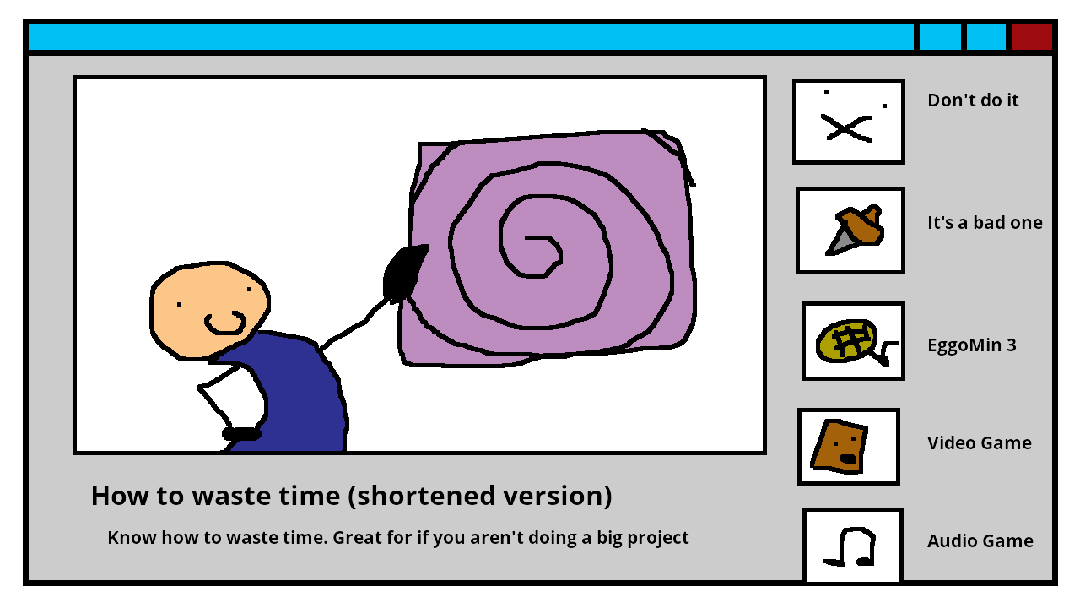 Don't do it
It's a bad one
EggoMin 3
Video Game
Audio Game
How to waste time (shortened version)
Know how to waste time. Great for if you aren't doing a big project